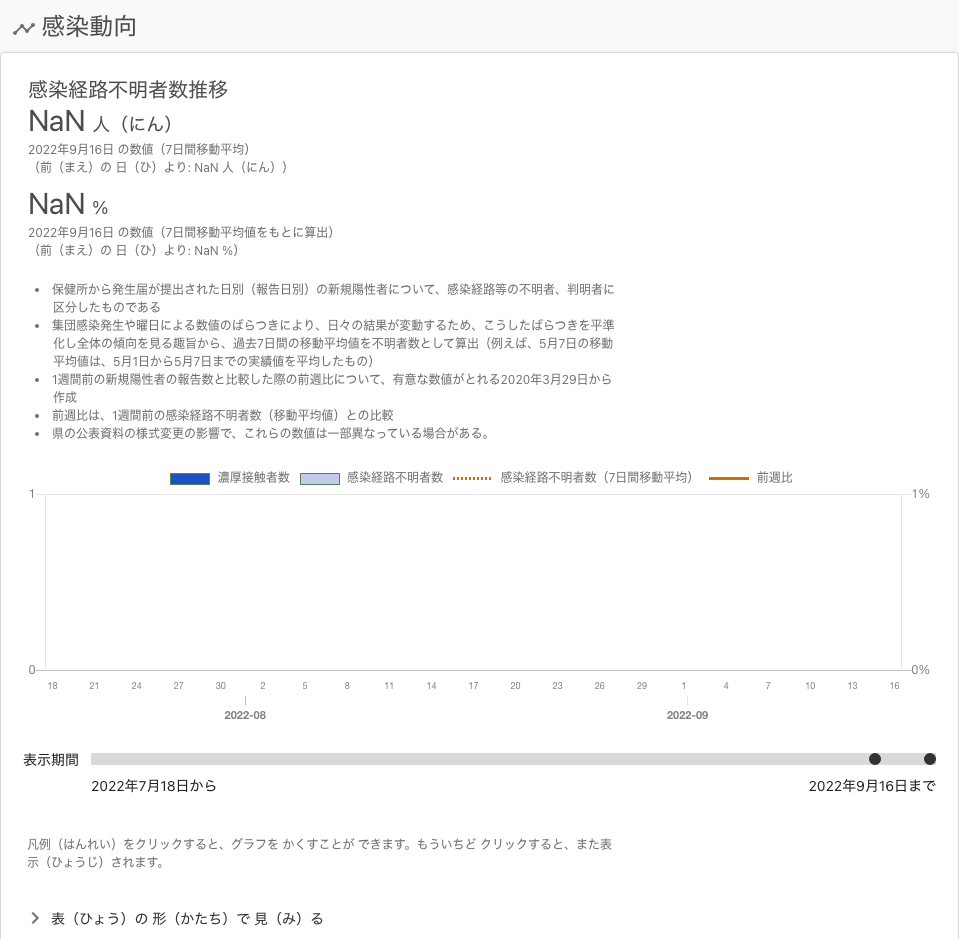 感染動向
感染経路不明者数推移
NaN 人（にん）
2022年9月16日 の数値（7日間移動平均）
（前（まえ）の 日（ひ）より: NaN 人（にん））
NaN %
2022年9月16日 の数値（7日間移動平均値をもとに算出）
（前（まえ）の 日（ひ）より: NaN %）
• 保健所から発生届が提出された日別（報告日別）の新規陽性者について、感染経路等の不明者、判明者に
区分したものである
• 集団感染発生や曜日による数値のばらつきにより、日々の結果が変動するため、こうしたばらつきを平準
化し全体の傾向を見る趣旨から、過去7日間の移動平均値を不明者数として算出（例えば、5月7日の移動
平均値は、5月1日から5月7日までの実績値を平均したもの）
• 1週間前の新規陽性者の報告数と比較した際の前週比について、有意な数値がとれる2020年3月29日から
作成
• 前週比は、1週間前の感染経路不明者数（移動平均値）との比較
• 県の公表資料の様式変更の影響で、これらの数値は一部異なっている場合がある。
濃厚接触者数 感染経路不明者数 感染経路不明者数（7日間移動平均） 前週比
1 1%
0 0%
18 21 24 27 30 2 5 8 11 14 17 20 23 26 29 1 4 7 10 13 16
2022-08 2022-09
表示期間
2022年7月18日から 2022年9月16日まで
凡例（はんれい）をクリックすると、グラフを かくすことが できます。もういちど クリックすると、また表
示（ひょうじ）されます。
表（ひょう）の 形（かたち）で 見（み）る